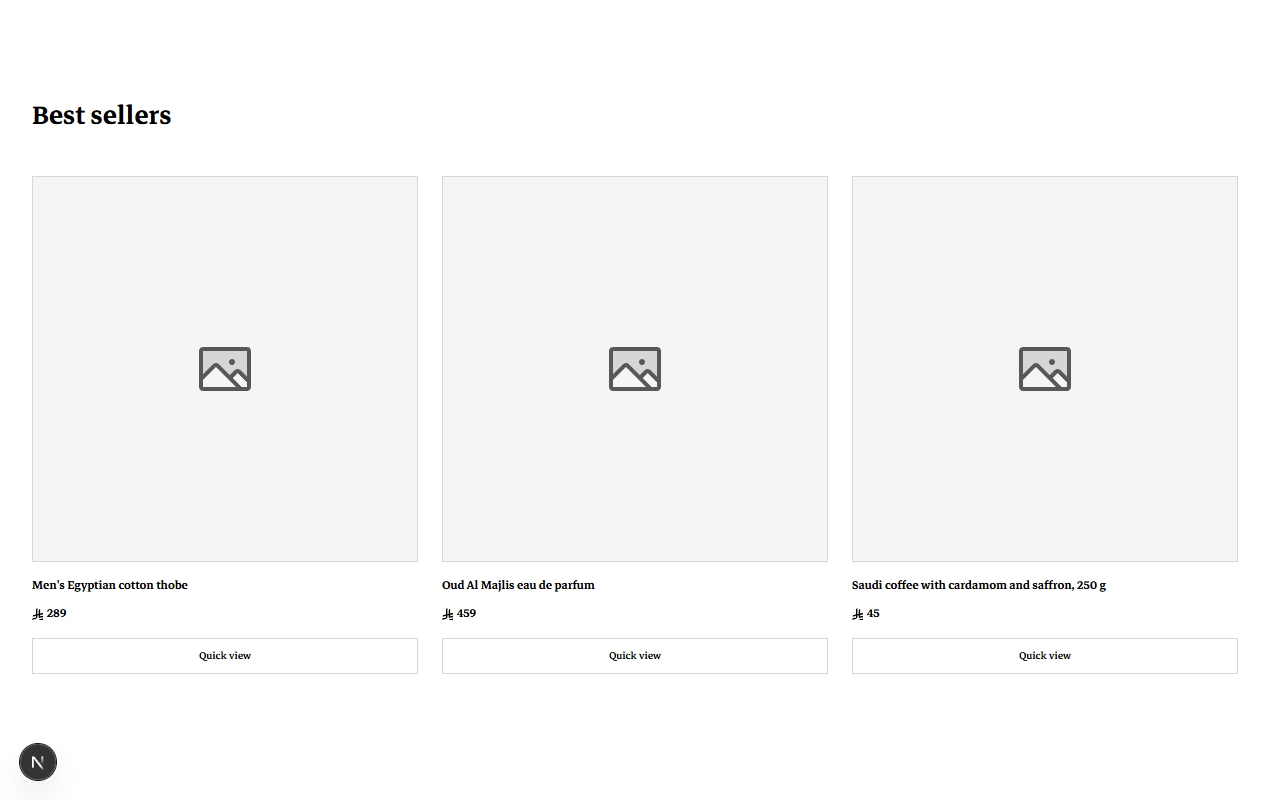 Best sellers
Men's Egyptian cotton thobe
Oud Al Majlis eau de parfum
Saudi coffee with cardamom and saffron, 250 g
⃁ 289
⃁ 459
⃁ 45
Quick view
Quick view
Quick view
N